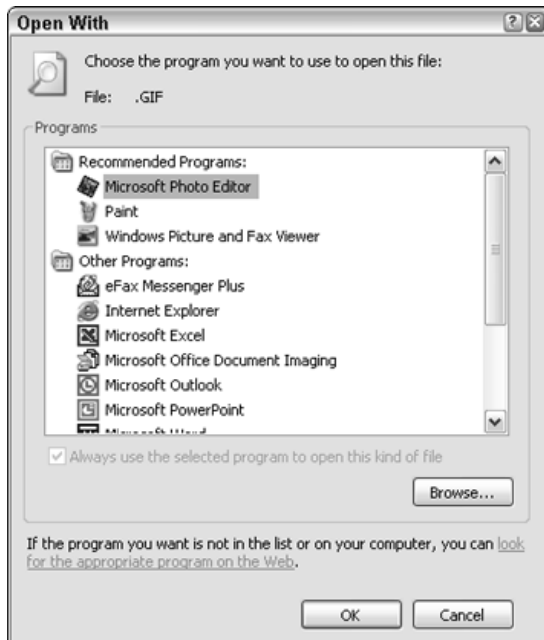 Open With
Choose the program you want to use to open this file:
File: .GIF
Programs
Recommended Programs:
Microsoft Photo Editor
Paint
Windows Picture and Fax Viewer
Other Programs:
eFax Messenger Plus
Internet Explorer
Microsoft Excel
Microsoft Office Document Imaging
Microsoft Outlook
Microsoft PowerPoint
Microsoft Word
Always use the selected program to open this kind of file
Browse...
If the program you want is not in the list or on your computer, you can look
for the appropriate program on the Web.
OK Cancel